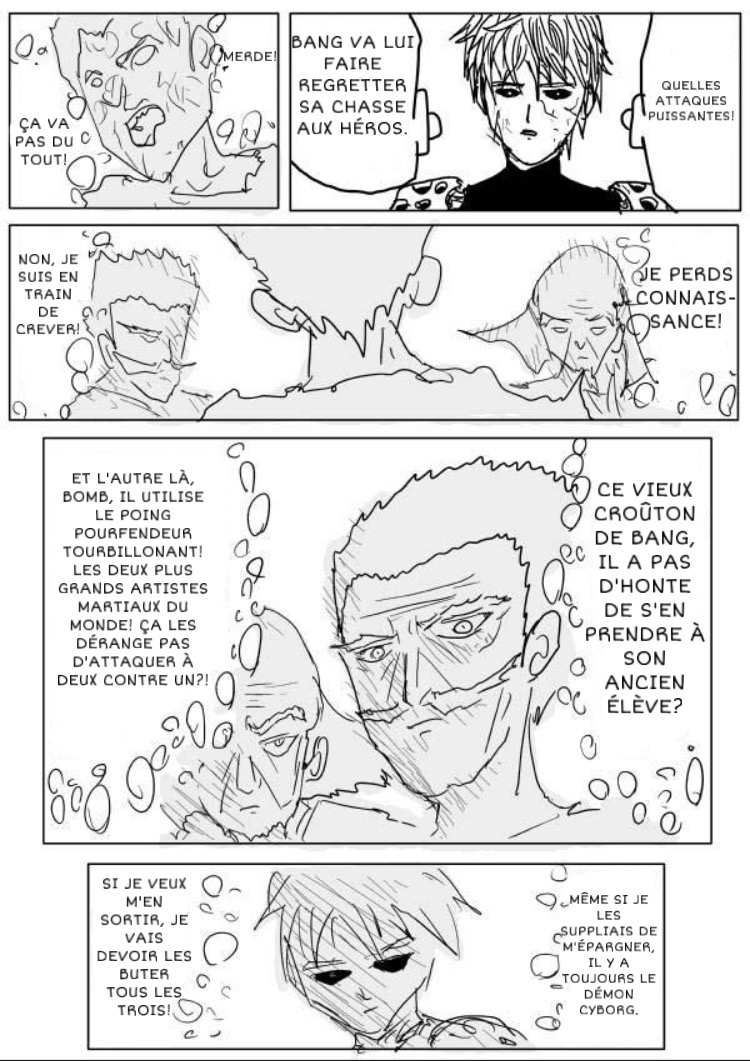 QUELLES
ATTAQUES
PUISSANTES!
BANG VA LUI
FAIRE
REGRETTER
SA CHASSE
AUX HÉROS.
MERDE!
ÇA VA
PAS DU
TOUT!
JE PERDS
CONNAIS-
SANCE!
NON, JE
SUIS EN
TRAIN
DE
CREVER!
CE VIEUX
CROÛTON
DE BANG,
IL A PAS
D'HONTE
DE S'EN
PRENDRE À
SON
ANCIEN
ÉLÈVE?
ET L'AUTRE LÀ,
BOMB, IL UTILISE
LE POING
POURFENDEUR
TOURBILLONANT!
LES DEUX PLUS
GRANDS ARTISTES
MARTIAUX DU
MONDE! ÇA LES
DÉRANGE PAS
D'ATTAQUER À
DEUX CONTRE UN?!
MÊME SI JE
LES
SUPPLIAIS DE
M'ÉPARGNER,
IL Y A
TOUJOURS LE
DÉMON
CYBORG.
SI JE VEUX
M'EN
SORTIR, JE
VAIS
DEVOIR LES
BUTER
TOUS LES
TROIS!